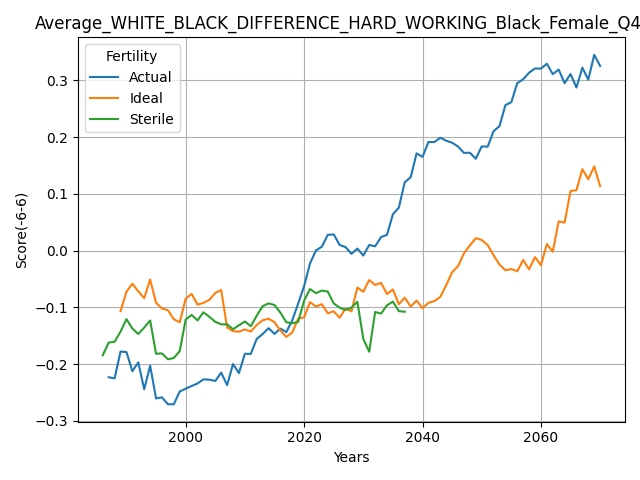 Average_WHITE_BLACK_DIFFERENCE_HARD_WORKING_Black_Female_Q4
Fertility
Actual
Ideal
Sterile
Score(-6-6)
0.3
0.2
0.1
0.0
−0.1
−0.2
−0.3
2000
2020
2040
2060
Years